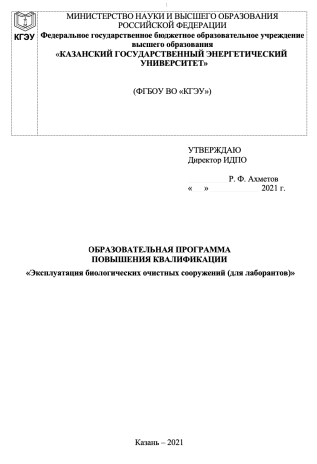 КГЭУ
МИНИСТЕРСТВО НАУКИ И ВЫСШЕГО ОБРАЗОВАНИЯ
РОССИЙСКОЙ ФЕДЕРАЦИИ
Федеральное государственное бюджетное образовательное учреждение
высшего образования
«КАЗАНСКИЙ ГОСУДАРСТВЕННЫЙ ЭНЕРГЕТИЧЕСКИЙ
УНИВЕРСИТЕТ»
(ФГБОУ ВО «КГЭУ»)
УТВЕРЖДАЮ
Директор ИДПО
Р. Ф. Ахметов
« » 2021 г.
ОБРАЗОВАТЕЛЬНАЯ ПРОГРАММА
ПОВЫШЕНИЯ КВАЛИФИКАЦИИ
«Эксплуатация биологических очистных сооружений (для лаборантов)»
Казань – 2021